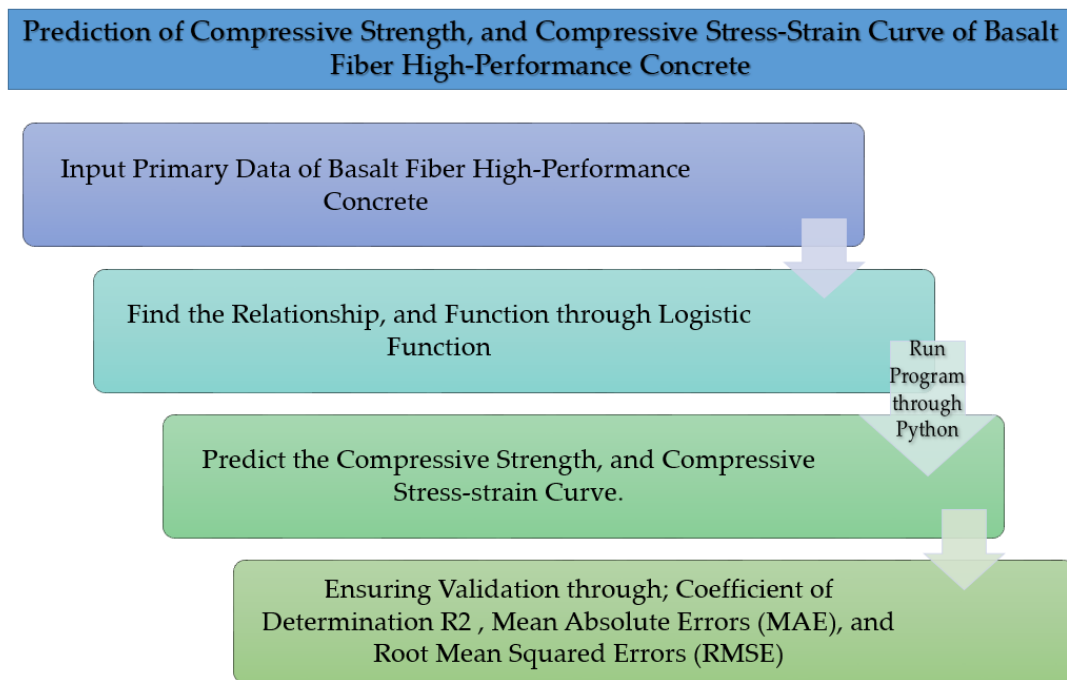 Prediction of Compressive Strength, and Compressive Stress-Strain Curve of Basalt
Fiber High-Performance Concrete
Input Primary Data of Basalt Fiber High-Performance
Concrete
Find the Relationship, and Function through Logistic
Function
Run
Program
through
Python
Predict the Compressive Strength, and Compressive
Stress-strain Curve.
Ensuring Validation through; Coefficient of
Determination R2 , Mean Absolute Errors (MAE), and
Root Mean Squared Errors (RMSE)